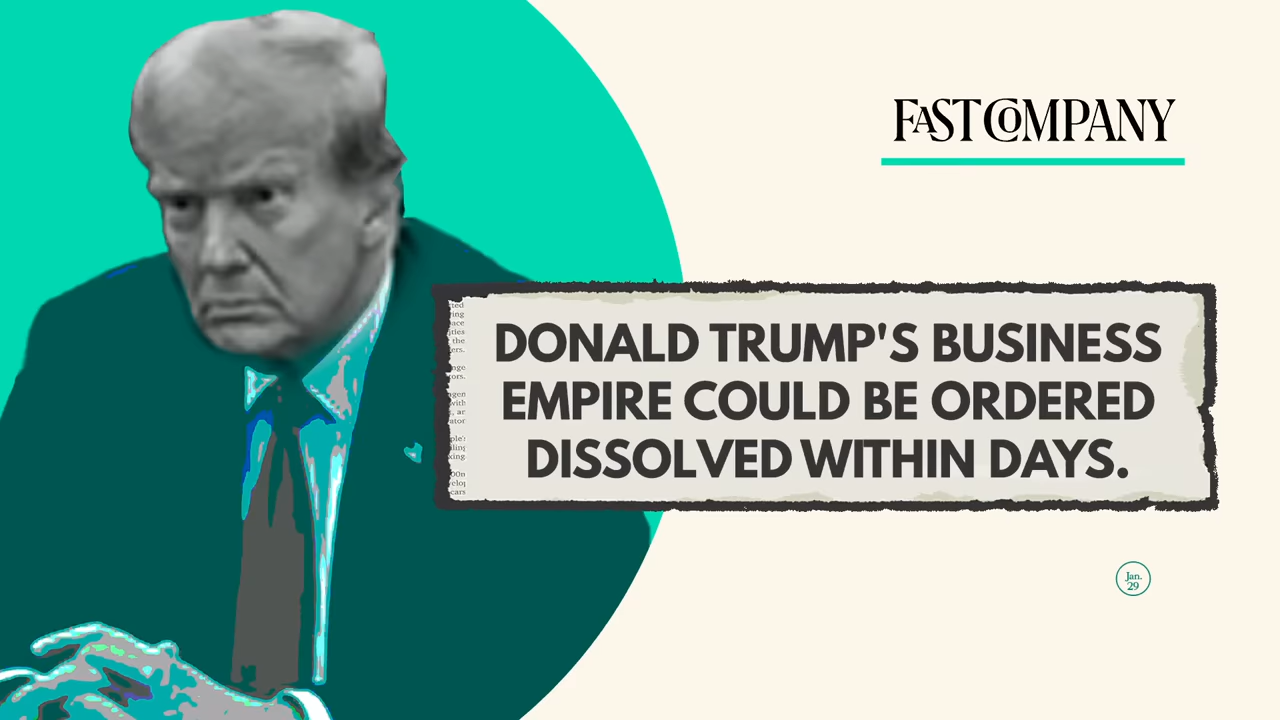 FAST COMPANY
DONALD TRUMP'S BUSINESS
EMPIRE COULD BE ORDERED
DISSOLVED WITHIN DAYS.
Jan.
29